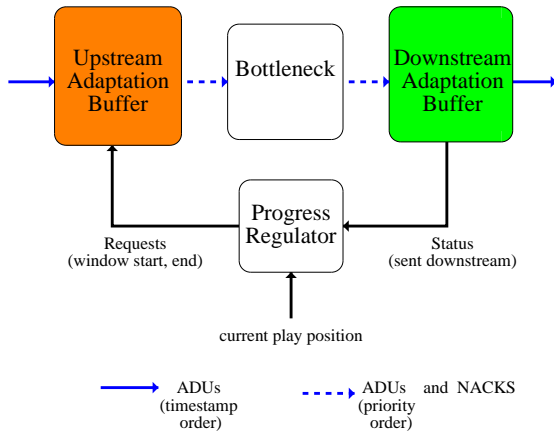 Upstream
Adaptation
Buffer
Bottleneck
Downstream
Adaptation
Buffer
Progress
Regulator
Requests
(window start, end)
Status
(sent downstream)
current play position
ADUs
(timestamp
order)
ADUs and NACKS
(priority
order)